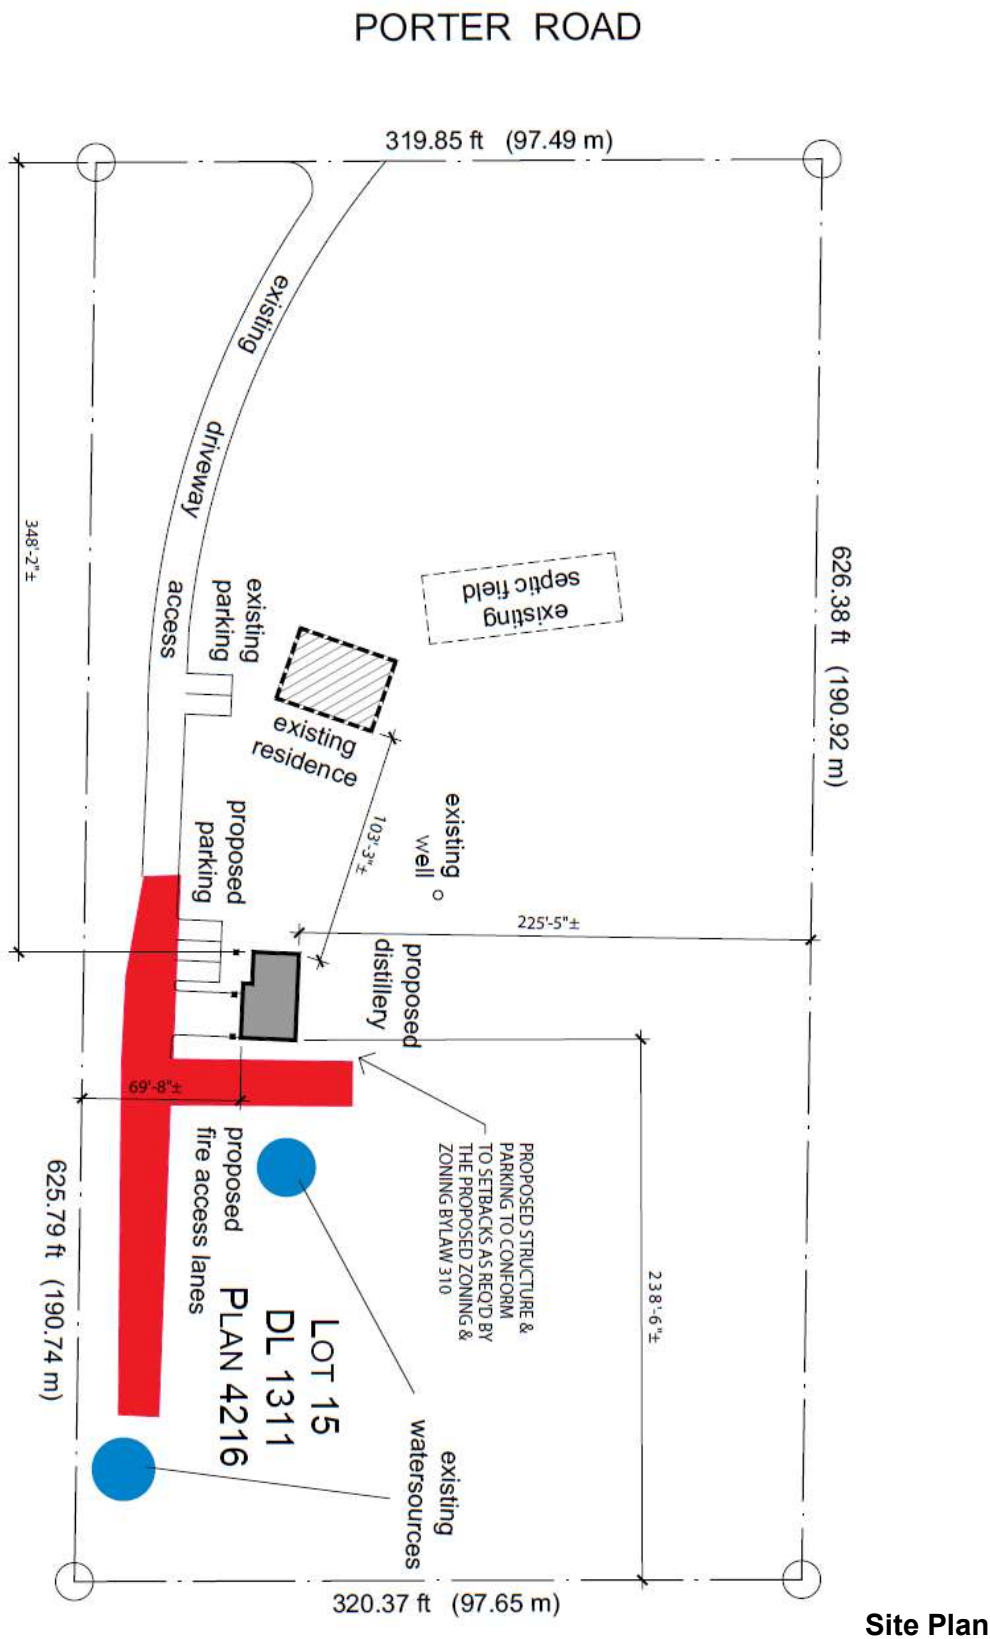 PORTER ROAD
319.85 ft (97.49 m)
existing
driveway
access
348'-2"±
existing
parking
existing
septic field
626.38 ft (190.92 m)
existing
residence
103'-3"±
existing
well
proposed
parking
225'-5"±
proposed
distillery
69'-8"±
proposed
fire access lanes
PROPOSED STRUCTURE &
PARKING TO CONFORM
TO SETBACKS AS REQ'D BY
THE PROPOSED ZONING &
ZONING BYLAW 310
625.79 ft (190.74 m)
238'-6"±
LOT 15
DL 1311
PLAN 4216
existing
watersources
320.37 ft (97.65 m)
Site Plan